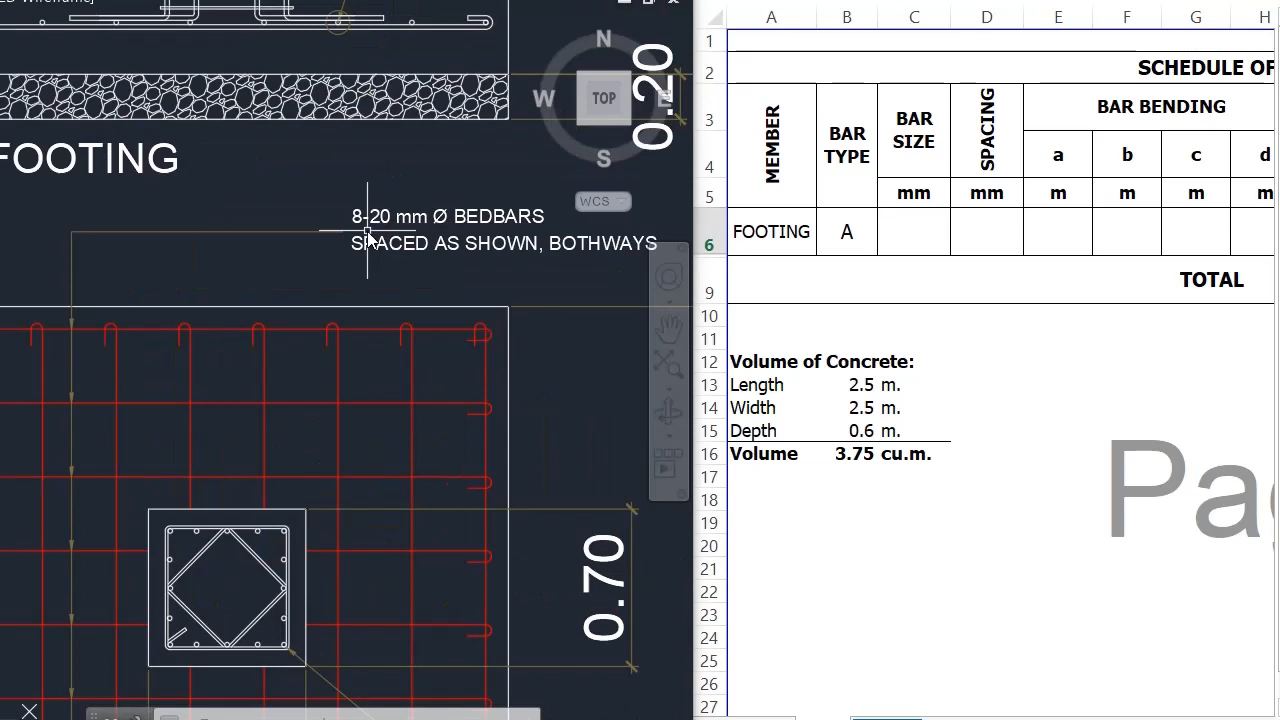 N
W
TOP
E
S
WCS
0.20
FOOTING
8-20 mm Ø BEDBARS
SPACED AS SHOWN, BOTHWAYS
0.70
A B C D E F G H
1
2 SCHEDULE OF
3 MEMBER BAR TYPE BAR SIZE SPACING BAR BENDING
4 a b c d
5 mm mm m m m m
6 FOOTING A
9 TOTAL
10
11
12 Volume of Concrete:
13 Length 2.5 m.
14 Width 2.5 m.
15 Depth 0.6 m.
16 Volume 3.75 cu.m.
17
18
19
20
21
22
23
24
25
26
27